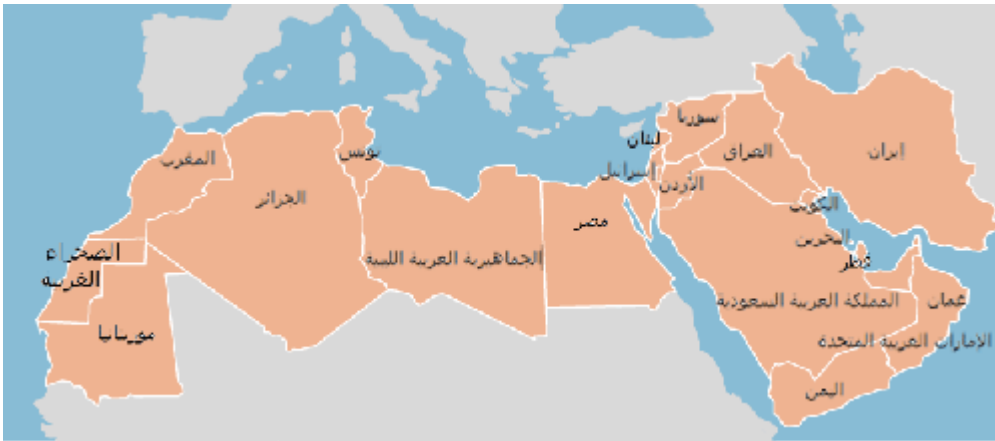 سوريا
لبنان
العراق
إيران
تونس
المغرب
إسرائيل
الأردن
الجزائر
الكويت
مصر
البحرين
الصحراء
الغربية
الجماهيرية العربية الليبية
قطر
المملكة العربية السعودية
عمان
موريتانيا
الإمارات العربية المتحدة
اليمن